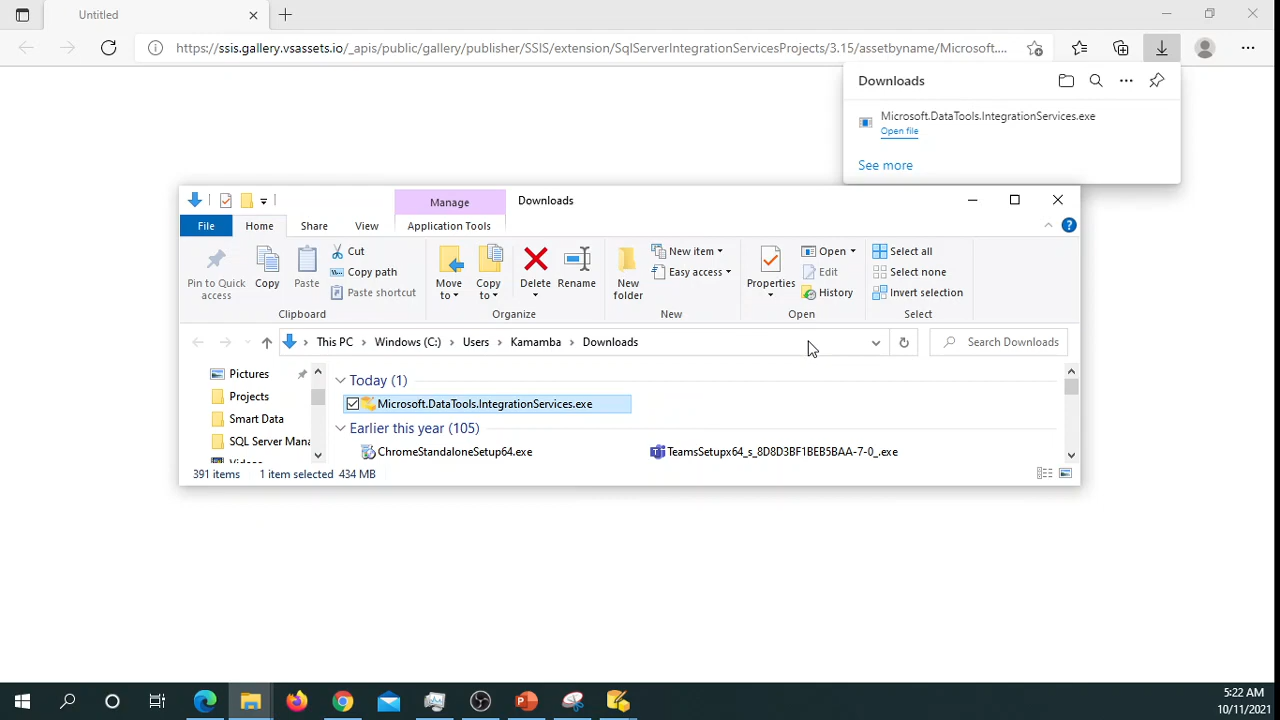 Untitled
https://ssis.gallery.vsassets.io/_apis/public/gallery/publisher/SSIS/extension/SqlServerIntegrationServicesProjects/3.15/assetbyname/Microsoft....
Downloads
Microsoft.DataTools.IntegrationServices.exe
Open file
See more
Manage
Downloads
File
Home
Share
View
Application Tools
Pin to Quick access
Copy
Paste
Cut
Copy path
Paste shortcut
Clipboard
Move to
Copy to
Delete
Rename
Organize
New folder
New item
Easy access
New
Properties
Open
Edit
History
Open
Select all
Select none
Invert selection
Select
This PC > Windows (C:) > Users > Kamamba > Downloads
Search Downloads
Pictures
Projects
Smart Data
SQL Server Mana
Today (1)
Microsoft.DataTools.IntegrationServices.exe
Earlier this year (105)
ChromeStandaloneSetup64.exe
TeamsSetupx64_s_8D8D3BF1BEB5BAA-7-0_.exe
391 items
1 item selected 434 MB
5:22 AM
10/11/2021